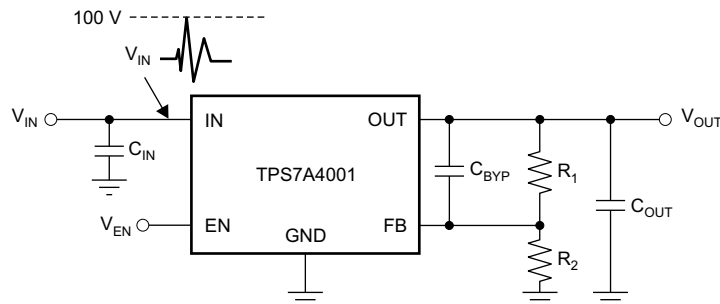 100 V
V_IN
V_IN
IN
OUT
V_OUT
C_IN
TPS7A4001
C_BYP
R_1
C_OUT
V_EN
EN
GND
FB
R_2